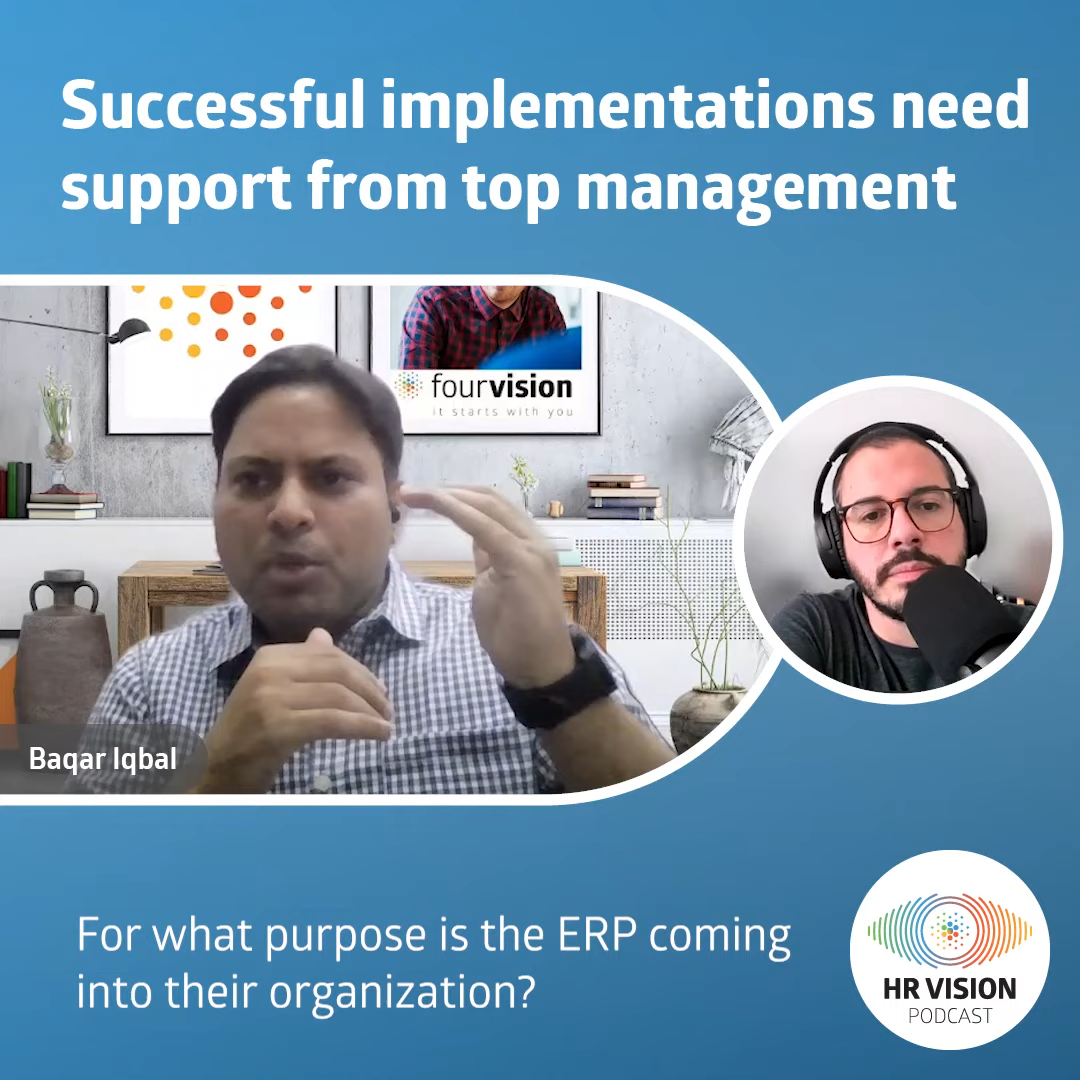 Successful implementations need
support from top management
fourvision
it starts with you
Baqar Iqbal
For what purpose is the ERP coming
into their organization?
HR VISION
PODCAST